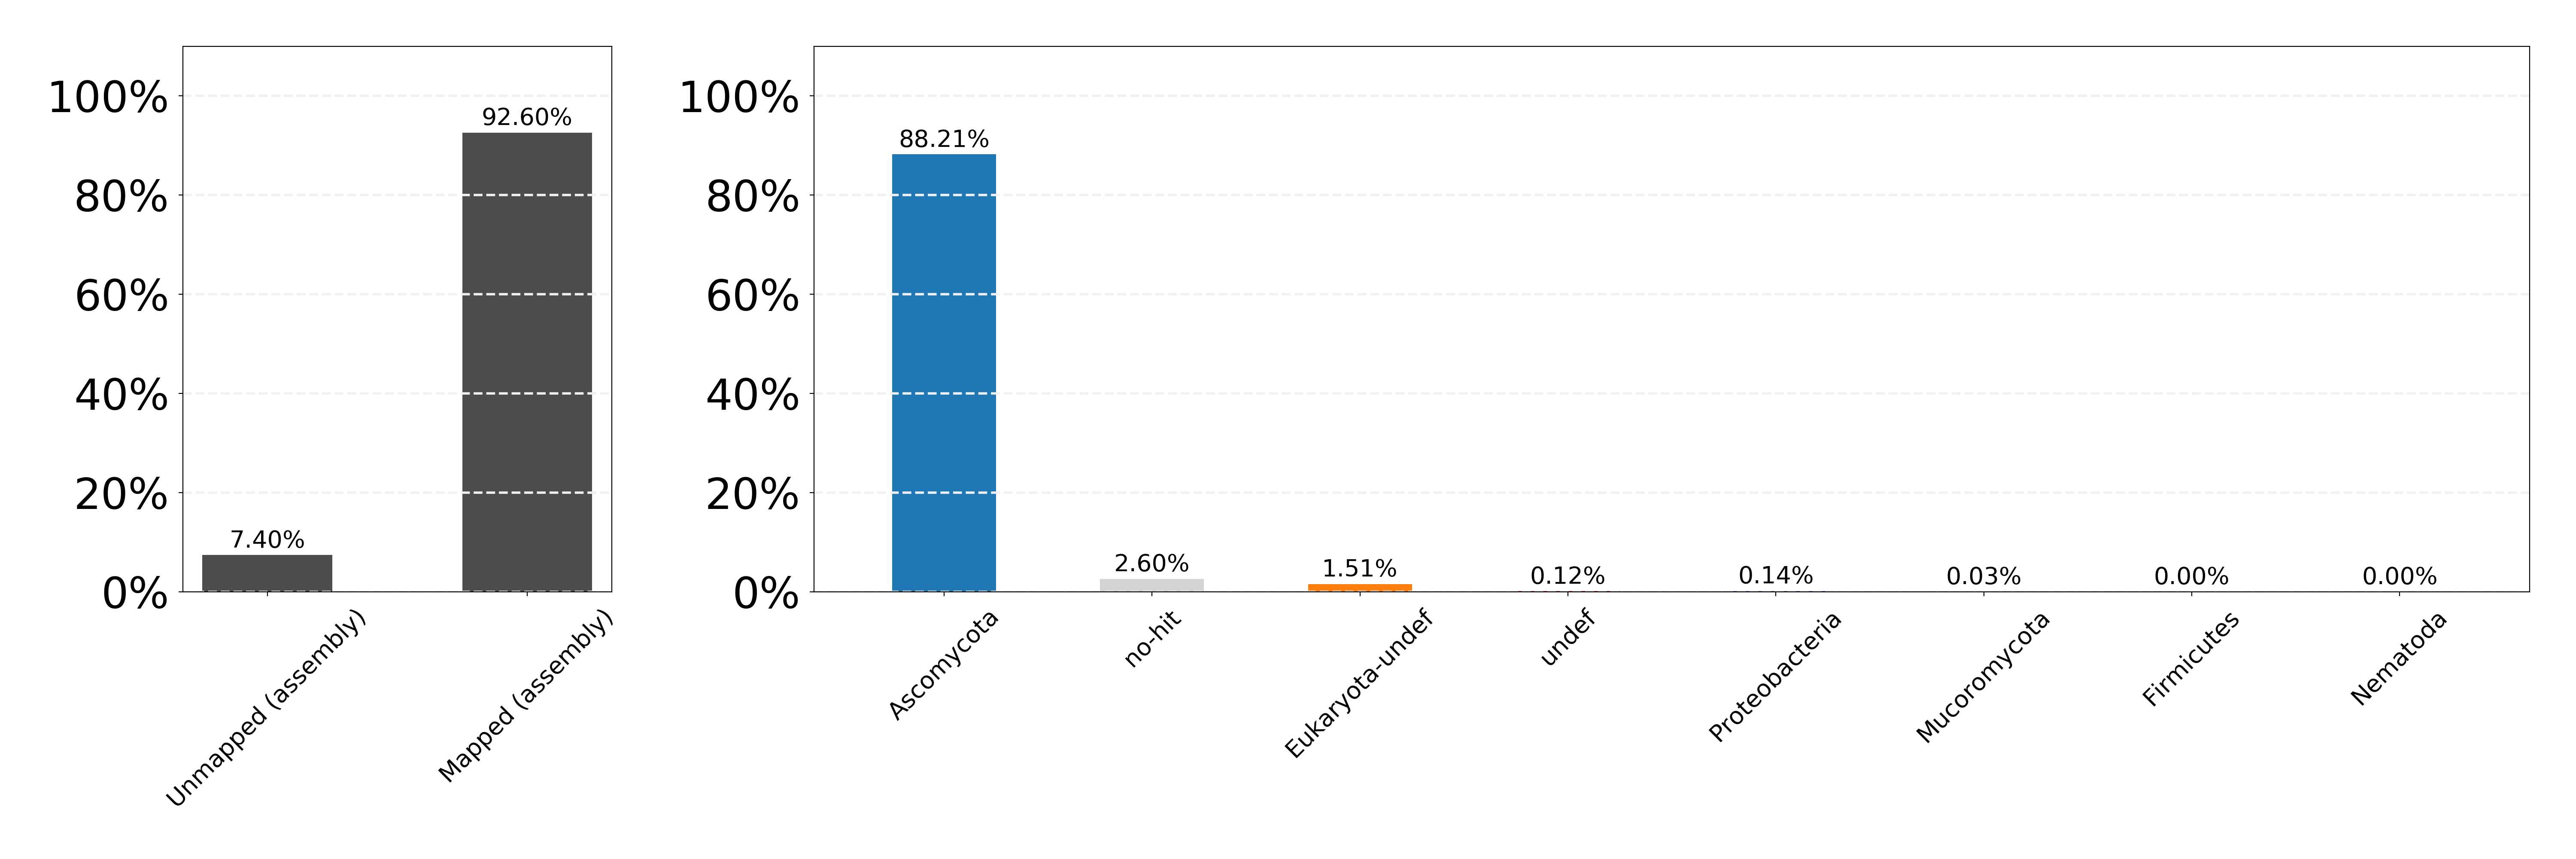 100%
80%
60%
40%
20%
0%
7.40%
92.60%
Unmapped (assembly)
Mapped (assembly)
100%
80%
60%
40%
20%
0%
88.21%
2.60%
1.51%
0.12%
0.14%
0.03%
0.00%
0.00%
Ascomycota
no-hit
Eukaryota-undef
undef
Proteobacteria
Mucoromycota
Firmicutes
Nematoda